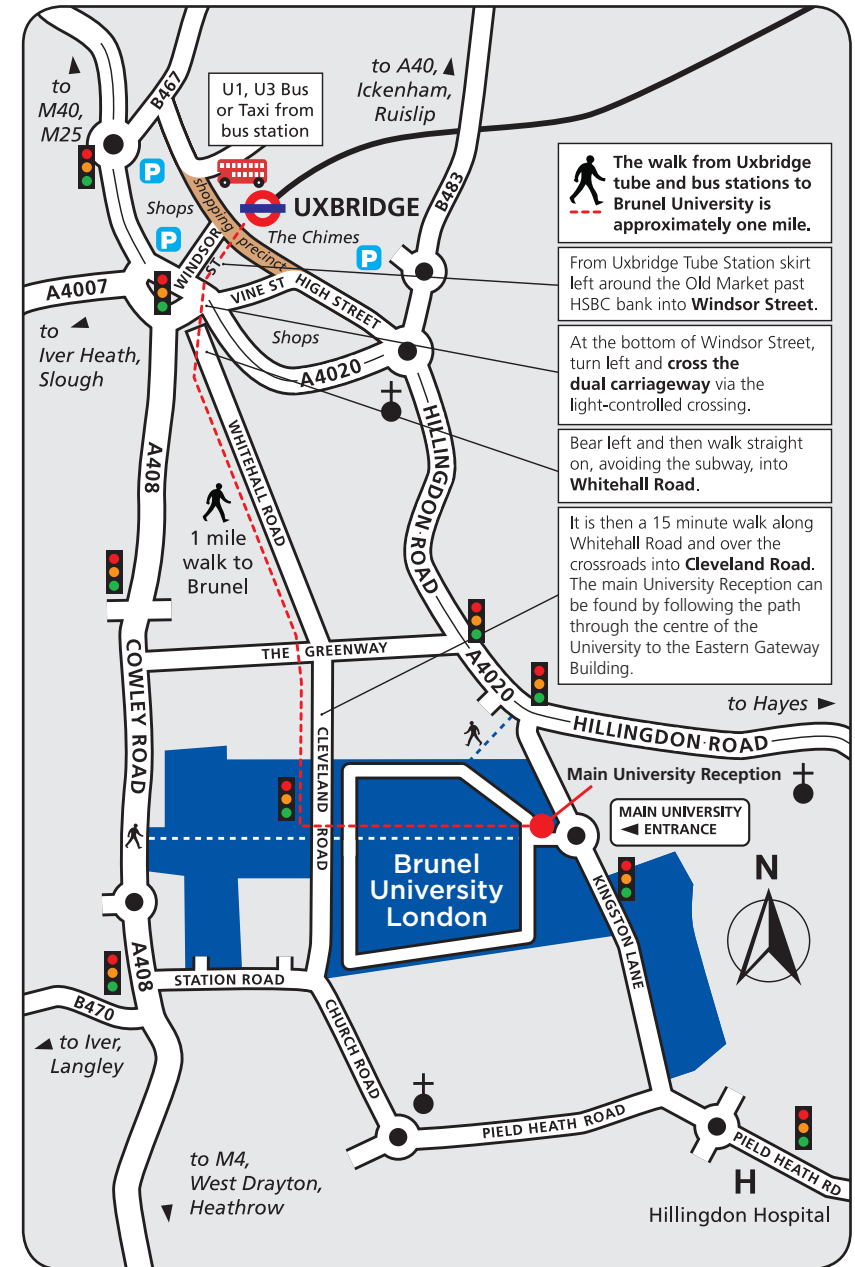 to
M40,
M25
B467
U1, U3 Bus
or Taxi from
bus station
to A40,
Ickenham,
Ruislip
B483
P
Shops
shopping precinct
UXBRIDGE
The Chimes
P
P
WINDSOR ST.
VINE ST
HIGH STREET
Shops
A4007
to
Iver Heath,
Slough
A4020
The walk from Uxbridge
tube and bus stations to
Brunel University is
approximately one mile.
From Uxbridge Tube Station skirt
left around the Old Market past
HSBC bank into Windsor Street.
At the bottom of Windsor Street,
turn left and cross the
dual carriageway via the
light-controlled crossing.
Bear left and then walk straight
on, avoiding the subway, into
Whitehall Road.
It is then a 15 minute walk along
Whitehall Road and over the
crossroads into Cleveland Road.
The main University Reception can
be found by following the path
through the centre of the
University to the Eastern Gateway
Building.
A408
WHITEHALL ROAD
HILLINGDON ROAD
1 mile
walk to
Brunel
THE GREENWAY
A4020
COWLEY ROAD
CLEVELAND ROAD
to Hayes
HILLINGDON ROAD
Main University Reception
MAIN UNIVERSITY
ENTRANCE
Brunel
University
London
KINGSTON LANE
N
A408
STATION ROAD
B470
to Iver,
Langley
CHURCH ROAD
PIELD HEATH ROAD
PIELD HEATH RD
to M4,
West Drayton,
Heathrow
H
Hillingdon Hospital